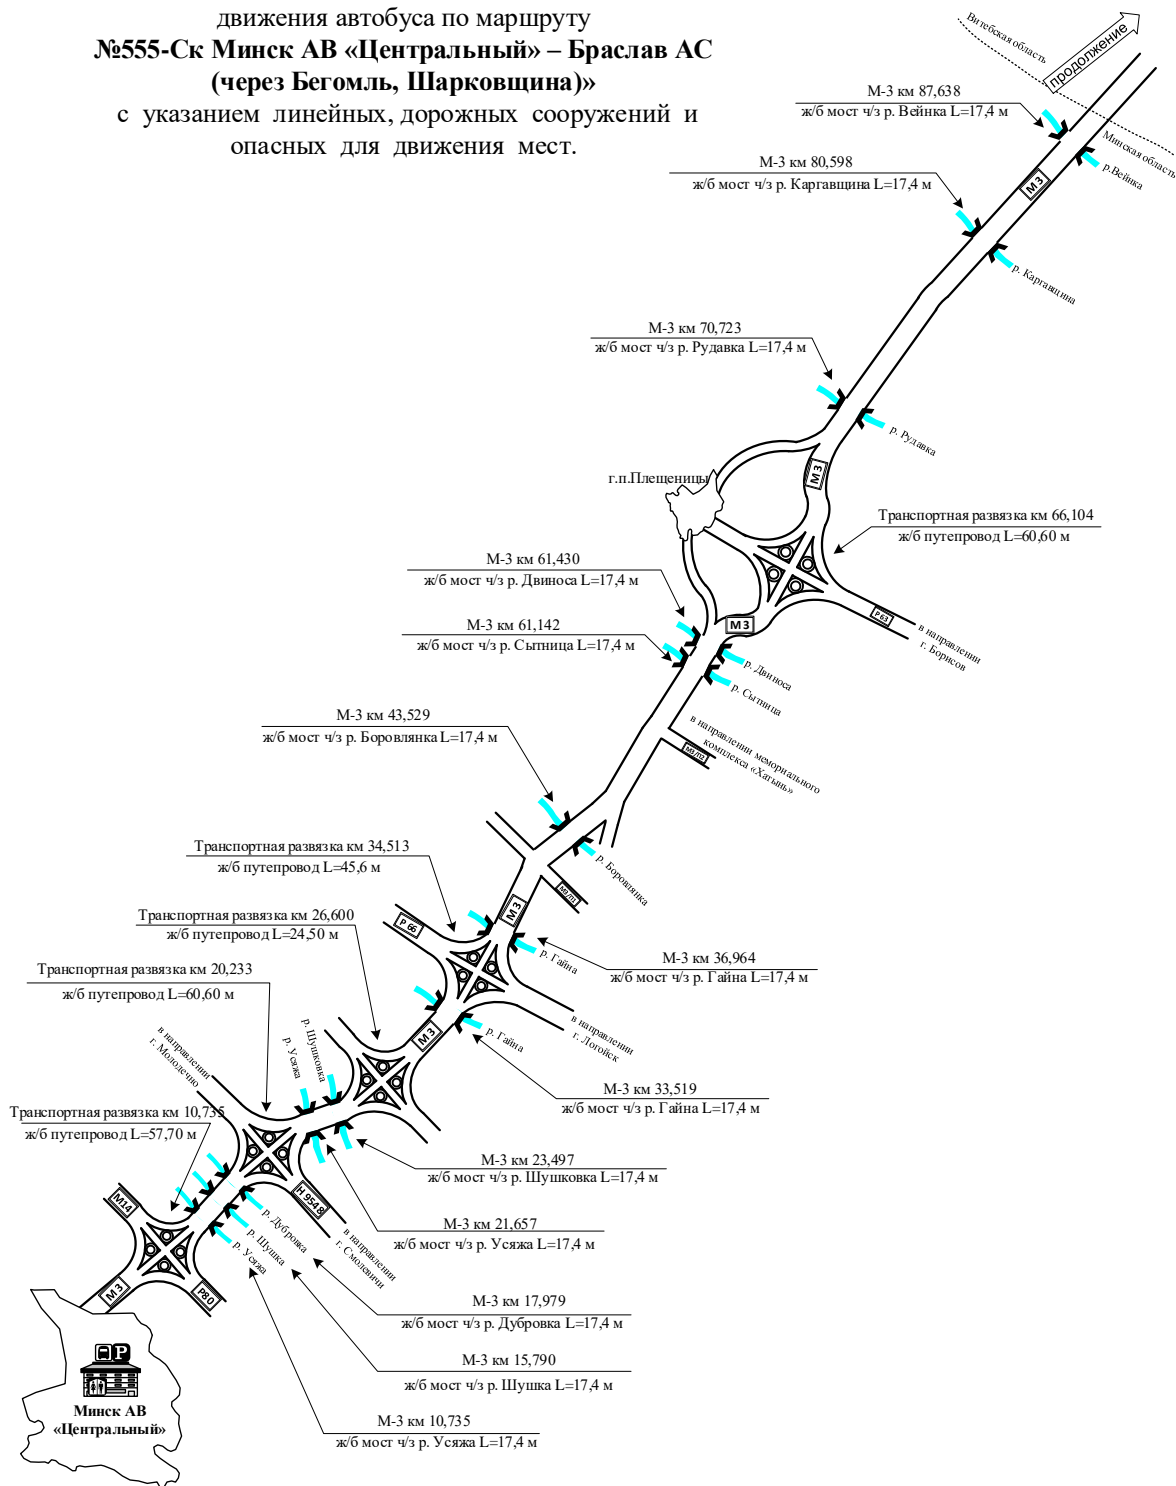 движения автобуса по маршруту
№555-Ск Минск АВ «Центральный» – Браслав АС
(через Бегомль, Шарковщина)»
с указанием линейных, дорожных сооружений и
опасных для движения мест.
Витебская область
продолжение
Минская область
М-3 км 87,638
ж/б мост ч/з р. Вейнка L=17,4 м
р.Вейнка
М 3
М-3 км 80,598
ж/б мост ч/з р. Каргавщина L=17,4 м
р. Каргавщина
М-3 км 70,723
ж/б мост ч/з р. Рудавка L=17,4 м
р. Рудавка
М 3
г.п.Плещеницы
Транспортная развязка км 66,104
ж/б путепровод L=60,60 м
М-3 км 61,430
ж/б мост ч/з р. Двиноса L=17,4 м
Р 63
в направлении
г. Борисов
М 3
М-3 км 61,142
ж/б мост ч/з р. Сытница L=17,4 м
р. Двиноса
р. Сытница
М-3 км 43,529
ж/б мост ч/з р. Боровлянка L=17,4 м
в направлении мемориального
комплекса «Хатынь»
Транспортная развязка км 34,513
ж/б путепровод L=45,6 м
р. Боровлянка
М 3
Р 66
Транспортная развязка км 26,600
ж/б путепровод L=24,50 м
р. Гайна
М-3 км 36,964
ж/б мост ч/з р. Гайна L=17,4 м
Транспортная развязка км 20,233
ж/б путепровод L=60,60 м
в направлении
г. Логойск
р. Гайна
М 3
р. Шушковка
р. Усяжа
в направлении
г. Молодечно
М-3 км 33,519
ж/б мост ч/з р. Гайна L=17,4 м
Транспортная развязка км 10,735
ж/б путепровод L=57,70 м
М-3 км 23,497
ж/б мост ч/з р. Шушковка L=17,4 м
М14
Н 9548
в направлении
г. Смолевичи
р. Дубровка
р. Шушка
р. Усяжа
М-3 км 21,657
ж/б мост ч/з р. Усяжа L=17,4 м
М 3
Р80
М-3 км 17,979
ж/б мост ч/з р. Дубровка L=17,4 м
М-3 км 15,790
ж/б мост ч/з р. Шушка L=17,4 м
P
Минск АВ
«Центральный»
М-3 км 10,735
ж/б мост ч/з р. Усяжа L=17,4 м